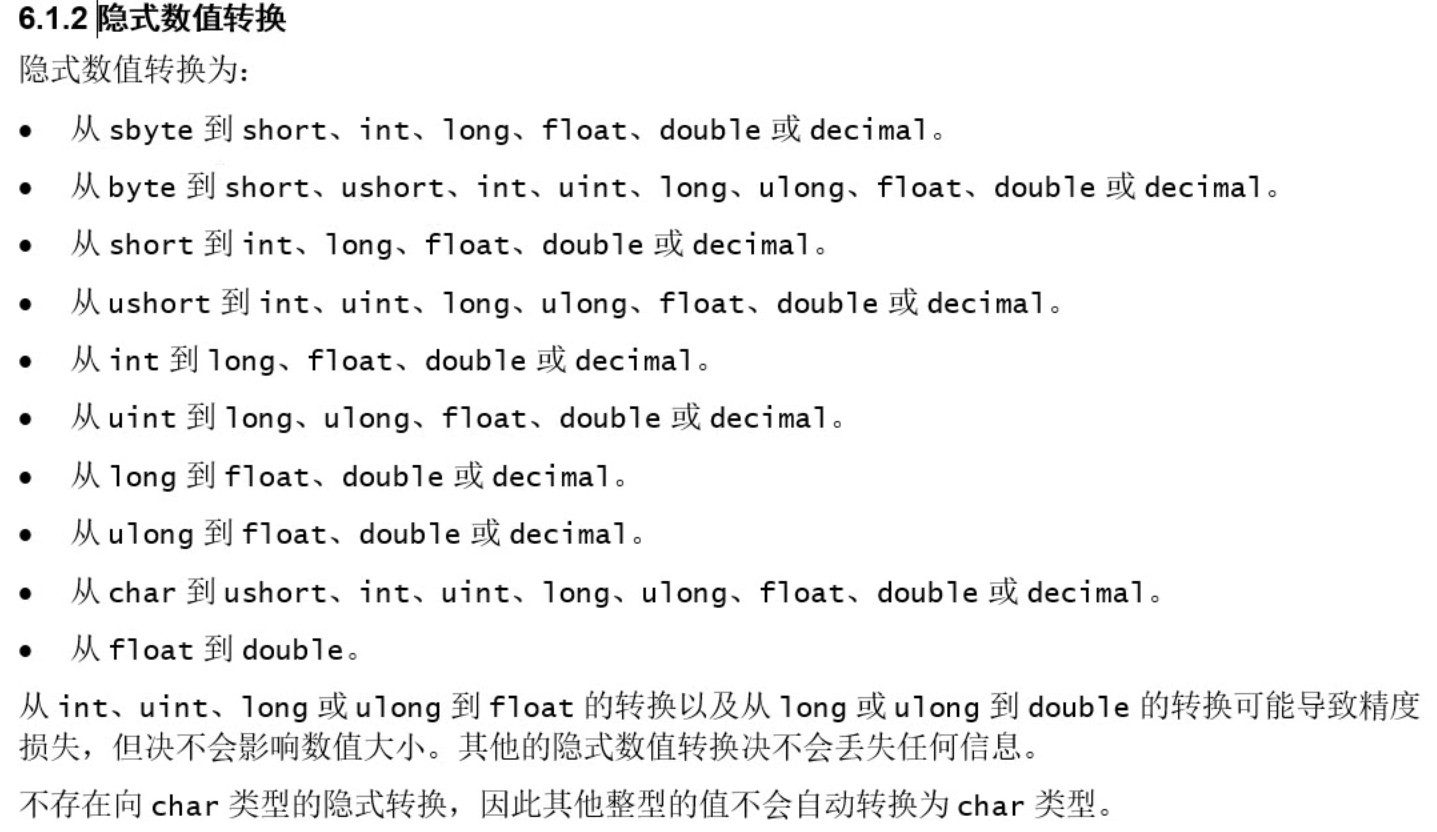 6.1.2 隐式数值转换
隐式数值转换为:
● 从 sbyte 到 short、int、long、float、double 或 decimal。
● 从 byte 到 short、ushort、int、uint、long、ulong、float、double 或 decimal。
● 从 short 到 int、long、float、double 或 decimal。
● 从 ushort 到 int、uint、long、ulong、float、double 或 decimal。
● 从 int 到 long、float、double 或 decimal。
● 从 uint 到 long、ulong、float、double 或 decimal。
● 从 long 到 float、double 或 decimal。
● 从 ulong 到 float、double 或 decimal。
● 从 char 到 ushort、int、uint、long、ulong、float、double 或 decimal。
● 从 float 到 double。
从 int、uint、long 或 ulong 到 float 的转换以及从 long 或 ulong 到 double 的转换可能导致精度
损失，但决不会影响数值大小。其他的隐式数值转换决不会丢失任何信息。
不存在向 char 类型的隐式转换，因此其他整型的值不会自动转换为 char 类型。